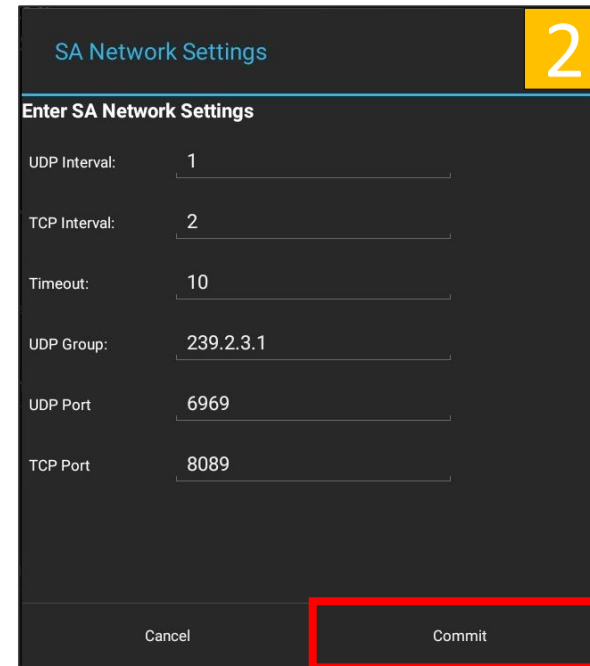 SA Network Settings
2
Enter SA Network Settings
UDP Interval: 1
TCP Interval: 2
Timeout: 10
UDP Group: 239.2.3.1
UDP Port 6969
TCP Port 8089
Cancel Commit